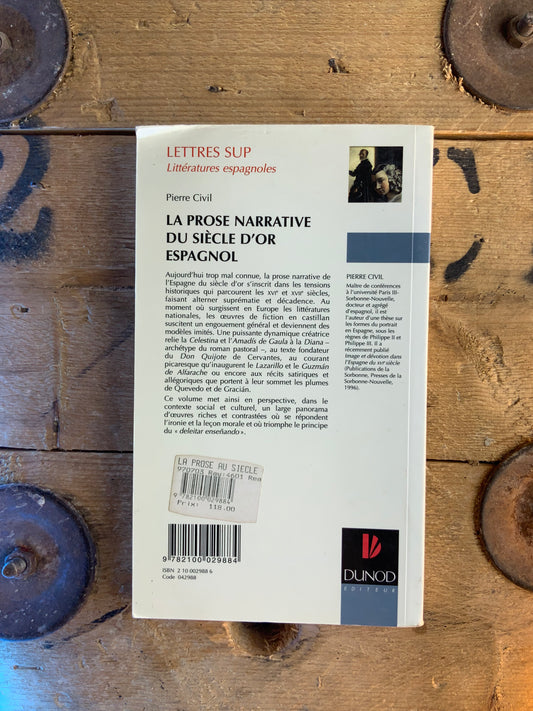 LETTRES SUP
Littératures espagnoles
Pierre Civil
LA PROSE NARRATIVE
DU SIÈCLE D'OR
ESPAGNOL
Aujourd'hui trop mal connue, la prose narrative de
l'Espagne du siècle d'or s'inscrit dans les tensions
historiques qui parcourent les XVIe et XVIIe siècles,
faisant alterner suprématie et décadence. Au
moment où surgissent en Europe les littératures
nationales, les œuvres de fiction en castillan
suscitent un engouement général et deviennent des
modèles imités. Une puissante dynamique créatrice
relie la Celestina et l'Amadís de Gaula à la Diana –
archétype du roman pastoral –, au texte fondateur
du Don Quijote de Cervantes, au courant
picaresque qu'inaugurent le Lazarillo et le Guzmán
de Alfarache ou encore aux récits satiriques et
allégoriques que portent à leur sommet les plumes
de Quevedo et de Gracián.
Ce volume met ainsi en perspective, dans le
contexte social et culturel, un large panorama
d'œuvres riches et contrastées où se répondent
l'ironie et la leçon morale et où triomphe le principe
du « deleitar enseñando ».
PIERRE CIVIL
Maître de conférences
à l'université Paris III-
Sorbonne-Nouvelle,
docteur et agrégé
d'espagnol, il est
l'auteur d'une thèse sur
les formes du portrait
en Espagne, sous les
règnes de Philippe II et
Philippe III. Il a
récemment publié
Image et dévotion dans
l'Espagne du XVIe siècle
(Publications de la
Sorbonne, Presses de la
Sorbonne-Nouvelle,
1996).
LA PROSE AU SIECLE
970703 Rev:4601 Rea
9 782100 029884
Prix: 118.00
9 782100 029884
ISBN 2 10 002988 6
Code 042988
DUNOD
EDITEUR